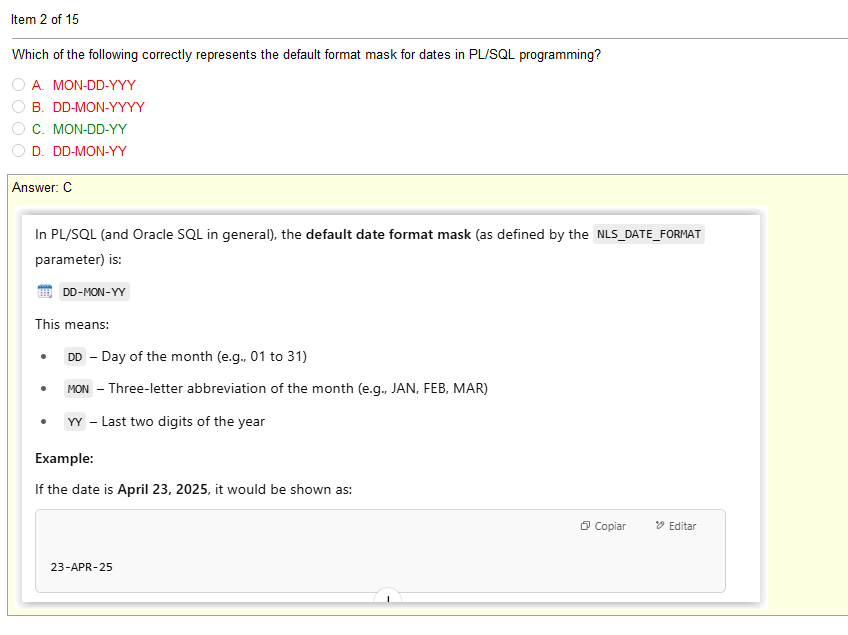 Item 2 of 15
Which of the following correctly represents the default format mask for dates in PL/SQL programming?
A. MON-DD-YYY
B. DD-MON-YYYY
C. MON-DD-YY
D. DD-MON-YY
Answer: C
In PL/SQL (and Oracle SQL in general), the default date format mask (as defined by the NLS_DATE_FORMAT
parameter) is:
DD-MON-YY
This means:
• DD – Day of the month (e.g., 01 to 31)
• MON – Three-letter abbreviation of the month (e.g., JAN, FEB, MAR)
• YY – Last two digits of the year
Example:
If the date is April 23, 2025, it would be shown as:
Copiar Editar
23-APR-25